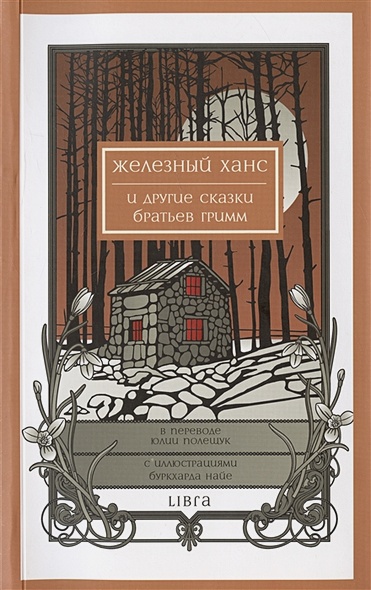 железный ханс
и другие сказки
братьев гримм
в переводе
юлии полещук
с иллюстрациями
буркхарда найе
LIBRA